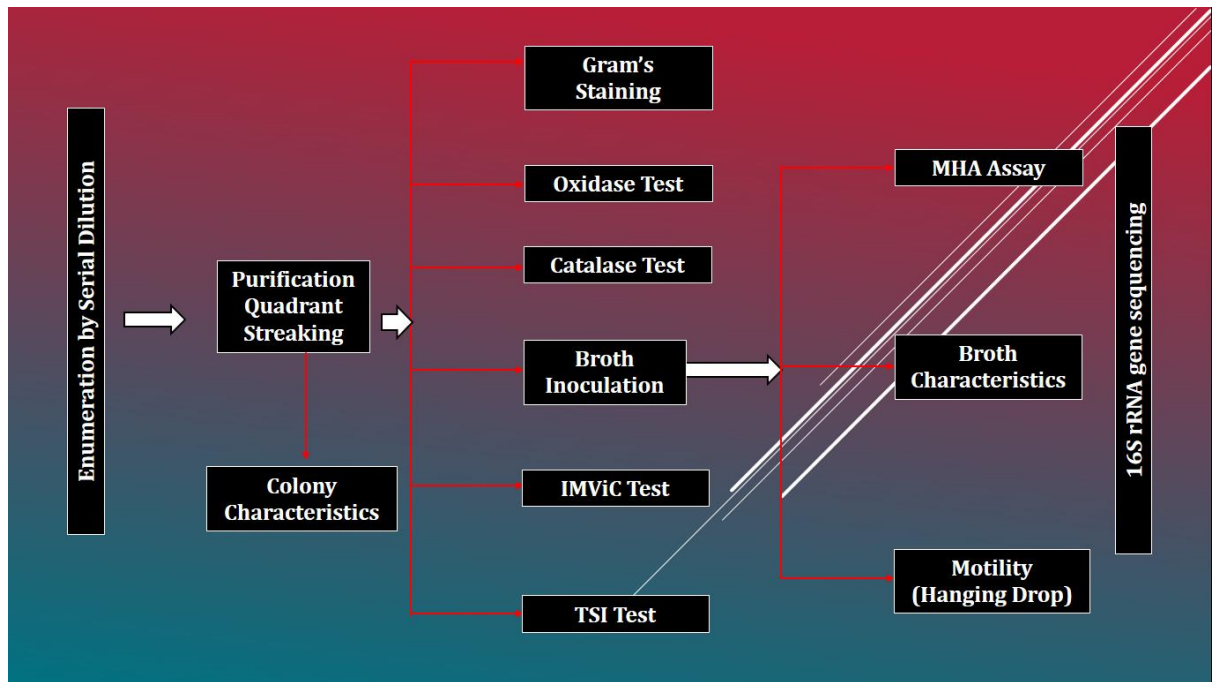 Enumeration by Serial Dilution
Purification
Quadrant
Streaking
Colony
Characteristics
Gram's
Staining
Oxidase Test
Catalase Test
Broth
Inoculation
IMViC Test
TSI Test
MHA Assay
Broth
Characteristics
Motility
(Hanging Drop)
16S rRNA gene sequencing